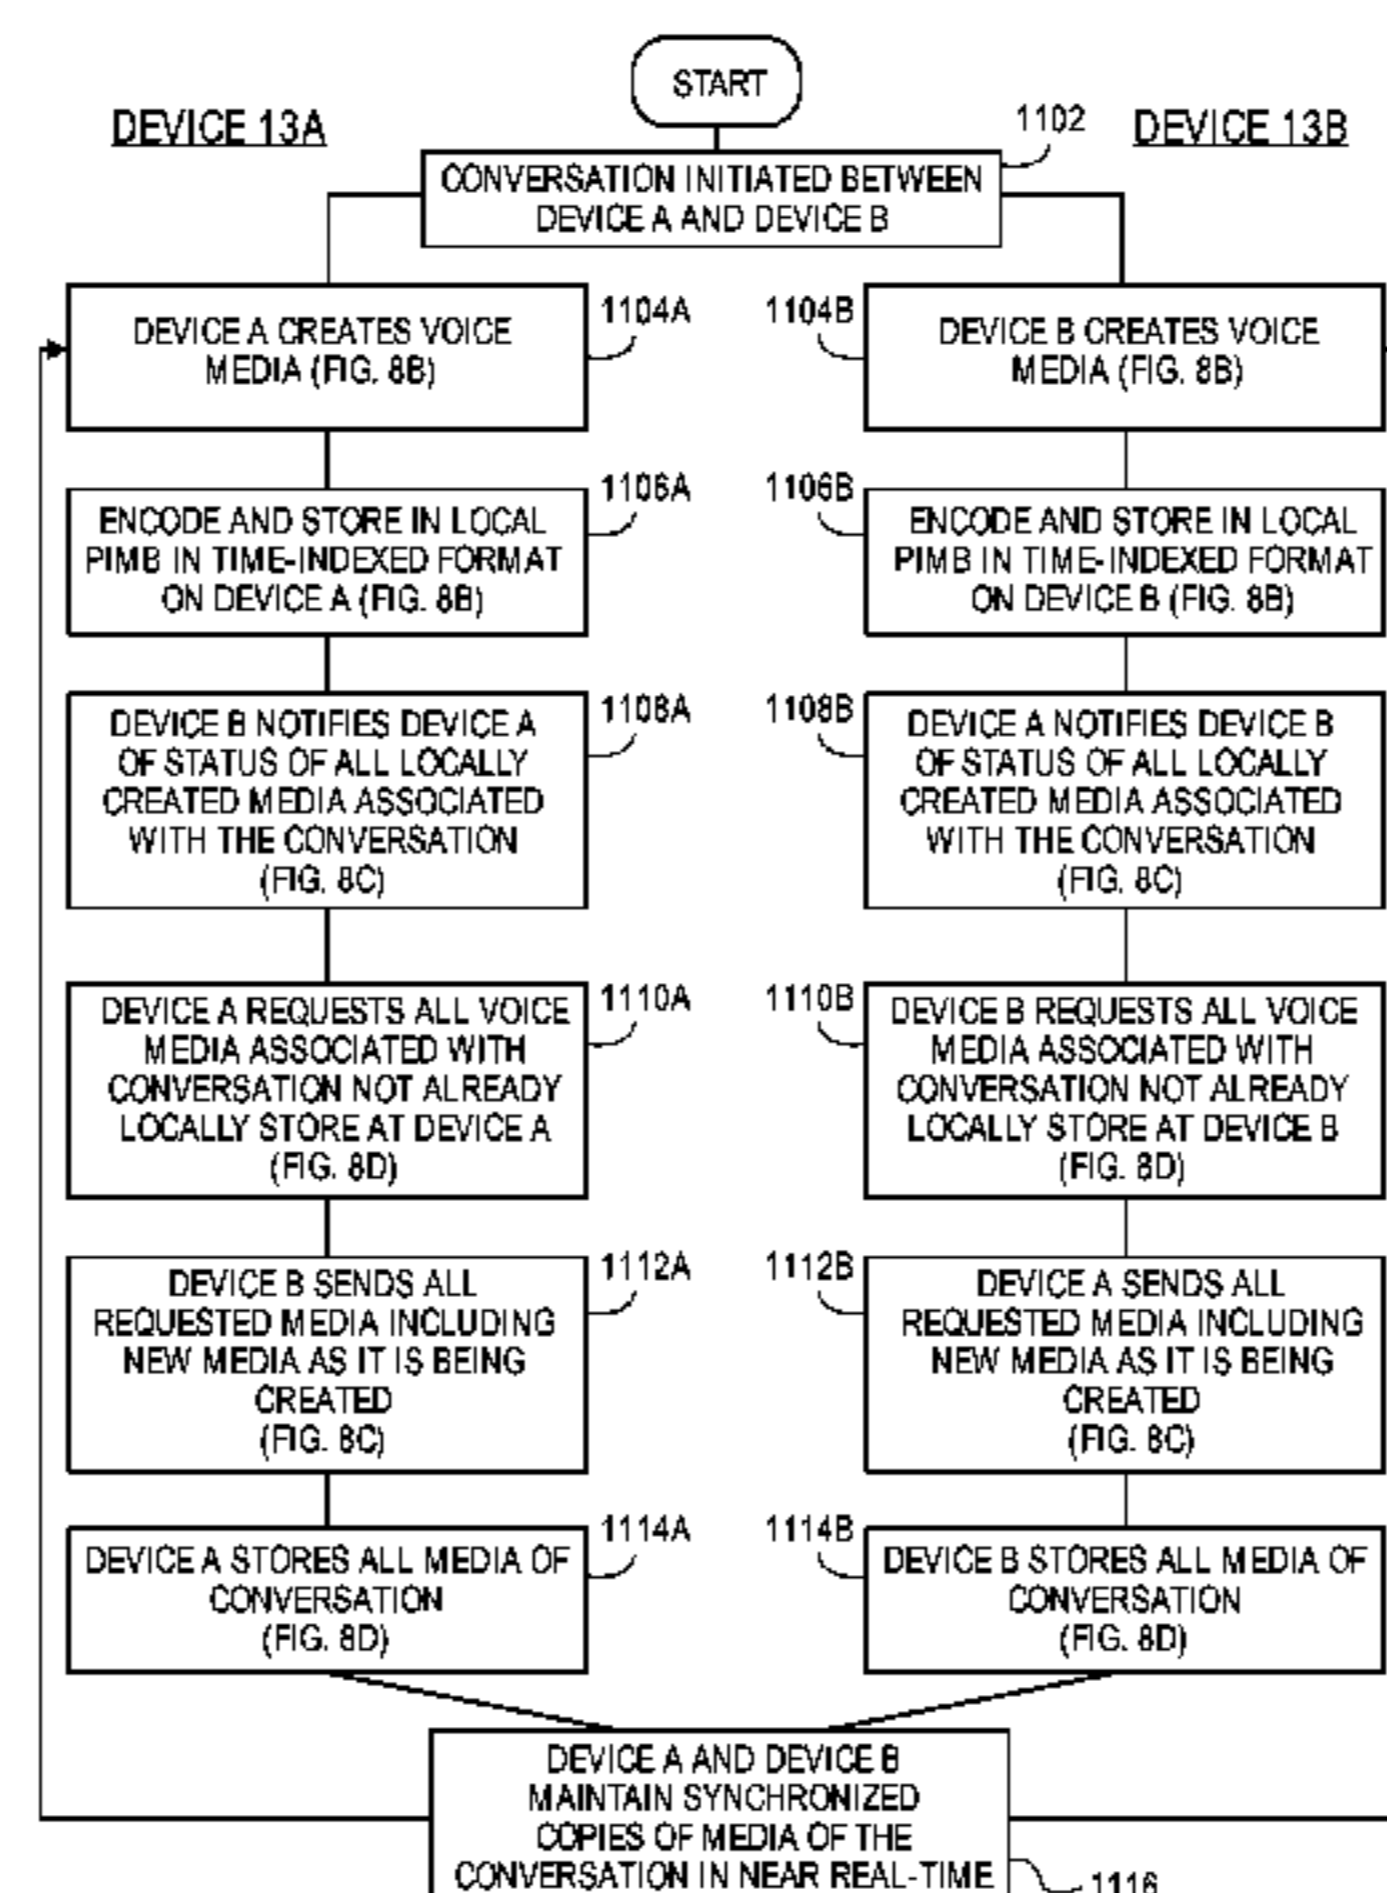 START
DEVICE 13A
1102
DEVICE 13B
CONVERSATION INITIATED BETWEEN
DEVICE A AND DEVICE B
DEVICE A CREATES VOICE
MEDIA (FIG. 8B)
1104A
1104B
DEVICE B CREATES VOICE
MEDIA (FIG. 8B)
ENCODE AND STORE IN LOCAL
PIMB IN TIME-INDEXED FORMAT
ON DEVICE A (FIG. 8B)
1106A
1106B
ENCODE AND STORE IN LOCAL
PIMB IN TIME-INDEXED FORMAT
ON DEVICE B (FIG. 8B)
DEVICE B NOTIFIES DEVICE A
OF STATUS OF ALL LOCALLY
CREATED MEDIA ASSOCIATED
WITH THE CONVERSATION
(FIG. 8C)
1108A
1108B
DEVICE A NOTIFIES DEVICE B
OF STATUS OF ALL LOCALLY
CREATED MEDIA ASSOCIATED
WITH THE CONVERSATION
(FIG. 8C)
DEVICE A REQUESTS ALL VOICE
MEDIA ASSOCIATED WITH
CONVERSATION NOT ALREADY
LOCALLY STORE AT DEVICE A
(FIG. 8D)
1110A
1110B
DEVICE B REQUESTS ALL VOICE
MEDIA ASSOCIATED WITH
CONVERSATION NOT ALREADY
LOCALLY STORE AT DEVICE B
(FIG. 8D)
DEVICE B SENDS ALL
REQUESTED MEDIA INCLUDING
NEW MEDIA AS IT IS BEING
CREATED
(FIG. 8C)
1112A
1112B
DEVICE A SENDS ALL
REQUESTED MEDIA INCLUDING
NEW MEDIA AS IT IS BEING
CREATED
(FIG. 8C)
DEVICE A STORES ALL MEDIA OF
CONVERSATION
(FIG. 8D)
1114A
1114B
DEVICE B STORES ALL MEDIA OF
CONVERSATION
(FIG. 8D)
DEVICE A AND DEVICE B
MAINTAIN SYNCHRONIZED
COPIES OF MEDIA OF THE
CONVERSATION IN NEAR REAL-TIME
1116